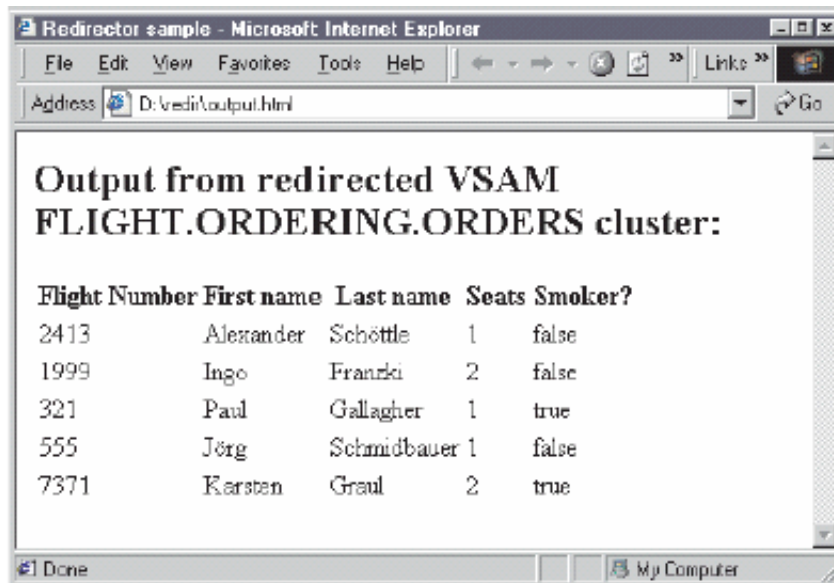 Redirector sample - Microsoft Internet Explorer
File Edit View Favorites Tools Help » Links »
Address D:\redir\output.html Go
Output from redirected VSAM
FLIGHT.ORDERING.ORDERS cluster:
Flight Number First name Last name Seats Smoker?
2413 Alexander Schöttle 1 false
1999 Ingo Franzki 2 false
321 Paul Gallagher 1 true
555 Jörg Schmidbauer 1 false
7371 Karsten Graul 2 true
Done My Computer